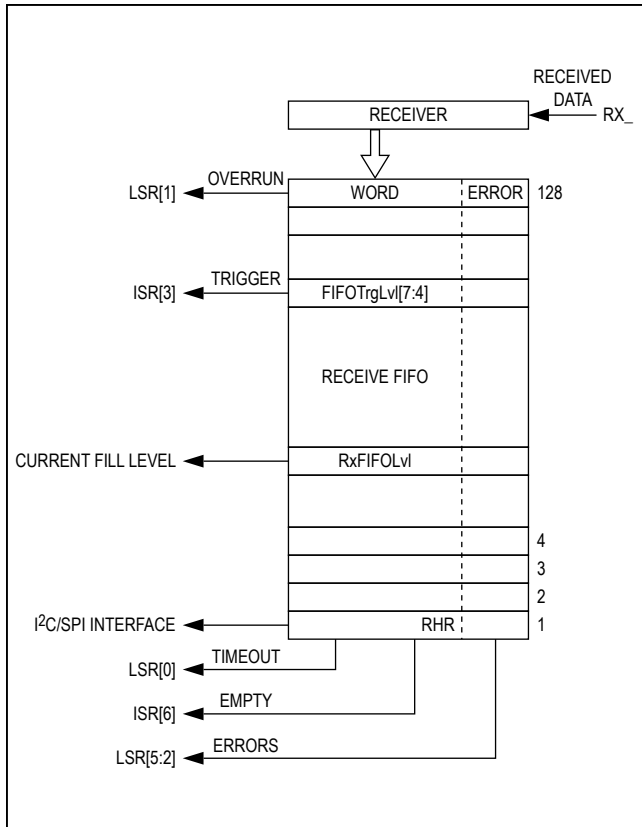 RECEIVED
DATA
RECEIVER
RX_
OVERRUN
LSR[1]
WORD
ERROR
128
TRIGGER
ISR[3]
FIFOTrgLvl[7:4]
RECEIVE FIFO
CURRENT FILL LEVEL
RxFIFOLvl
4
3
2
I²C/SPI INTERFACE
RHR
1
TIMEOUT
LSR[0]
EMPTY
ISR[6]
ERRORS
LSR[5:2]